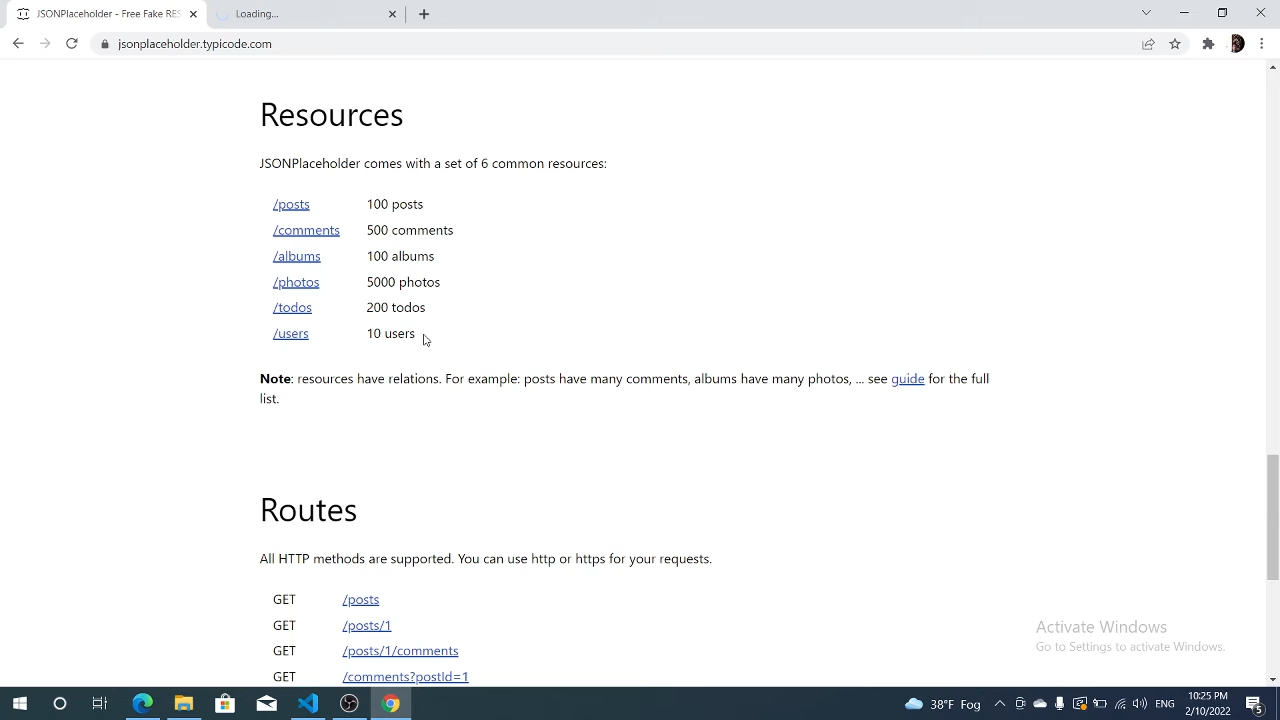 JSONPlaceholder - Free Fake RES
Loading...
jsonplaceholder.typicode.com
Resources
JSONPlaceholder comes with a set of 6 common resources:
/posts 100 posts
/comments 500 comments
/albums 100 albums
/photos 5000 photos
/todos 200 todos
/users 10 users
Note: resources have relations. For example: posts have many comments, albums have many photos, ... see guide for the full
list.
Routes
All HTTP methods are supported. You can use http or https for your requests.
GET /posts
GET /posts/1
GET /posts/1/comments
GET /comments?postId=1
Activate Windows
Go to Settings to activate Windows.
38°F Fog
ENG
10:25 PM
2/10/2022
5